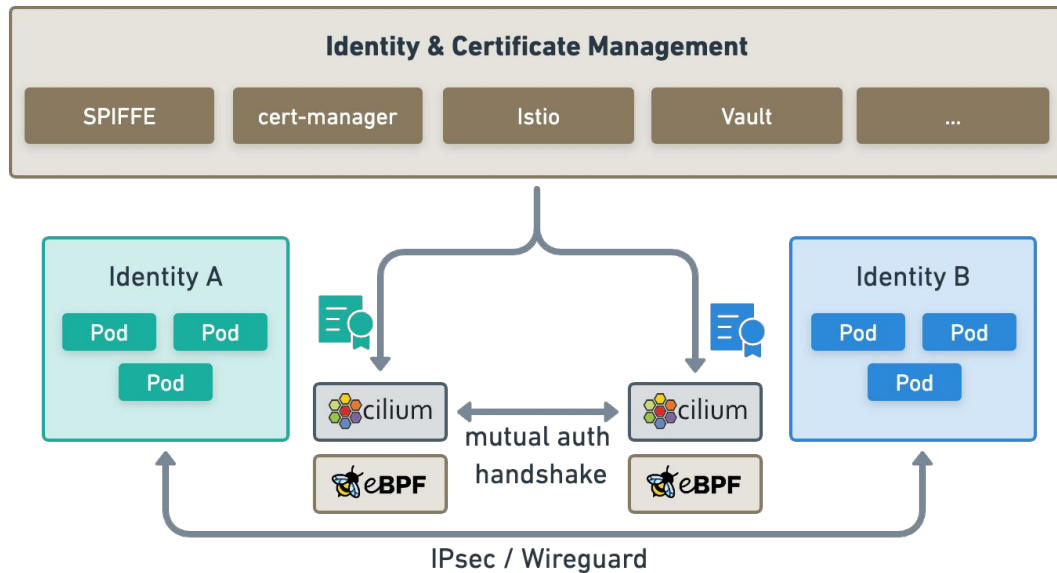 Identity & Certificate Management
SPIFFE
cert-manager
Istio
Vault
...
Identity A
Pod
Pod
Pod
Identity B
Pod
Pod
Pod
cilium
cilium
mutual auth
handshake
eBPF
eBPF
IPsec / Wireguard